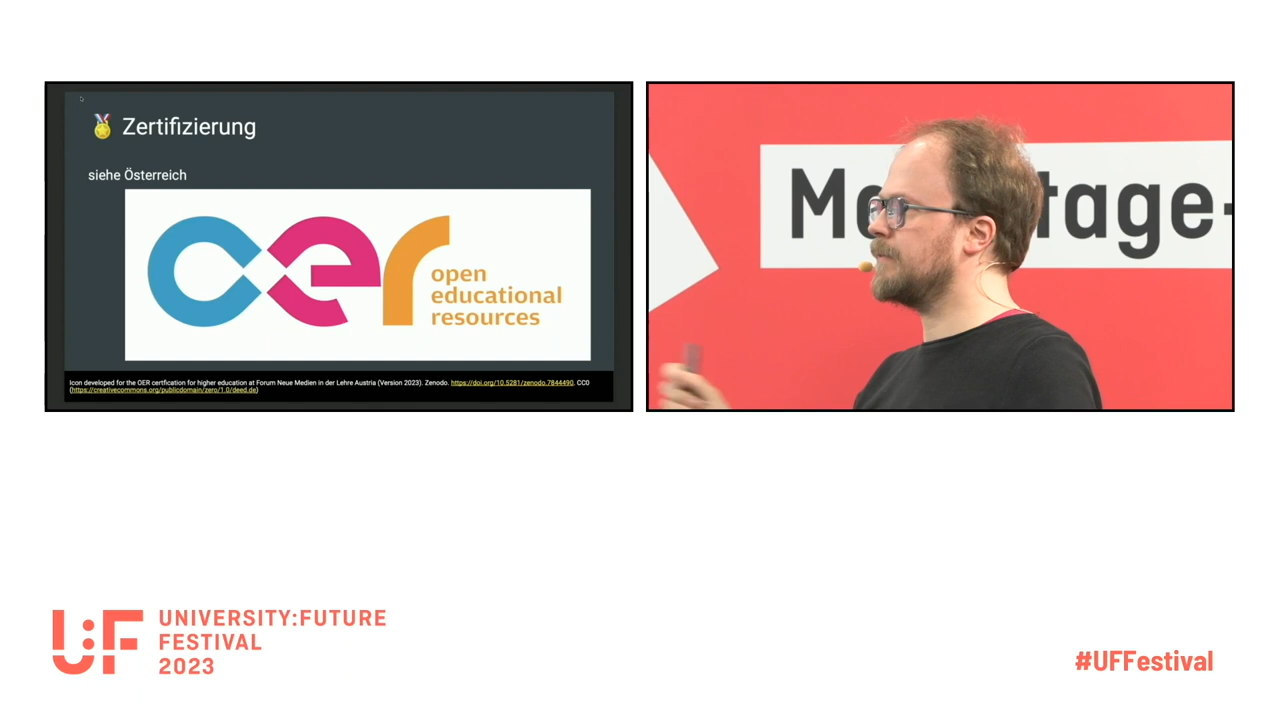 🏅 Zertifizierung
siehe Österreich
oer
open
educational
resources
Icon developed for the OER certfication for higher education at Forum Neue Medien in der Lehre Austria (Version 2023). Zenodo. https://doi.org/10.5281/zenodo.7844490. CC0
(https://creativecommons.org/publicdomain/zero/1.0/deed.de)
M
tage-
U:F
UNIVERSITY:FUTURE
FESTIVAL
2023
#UFFestival